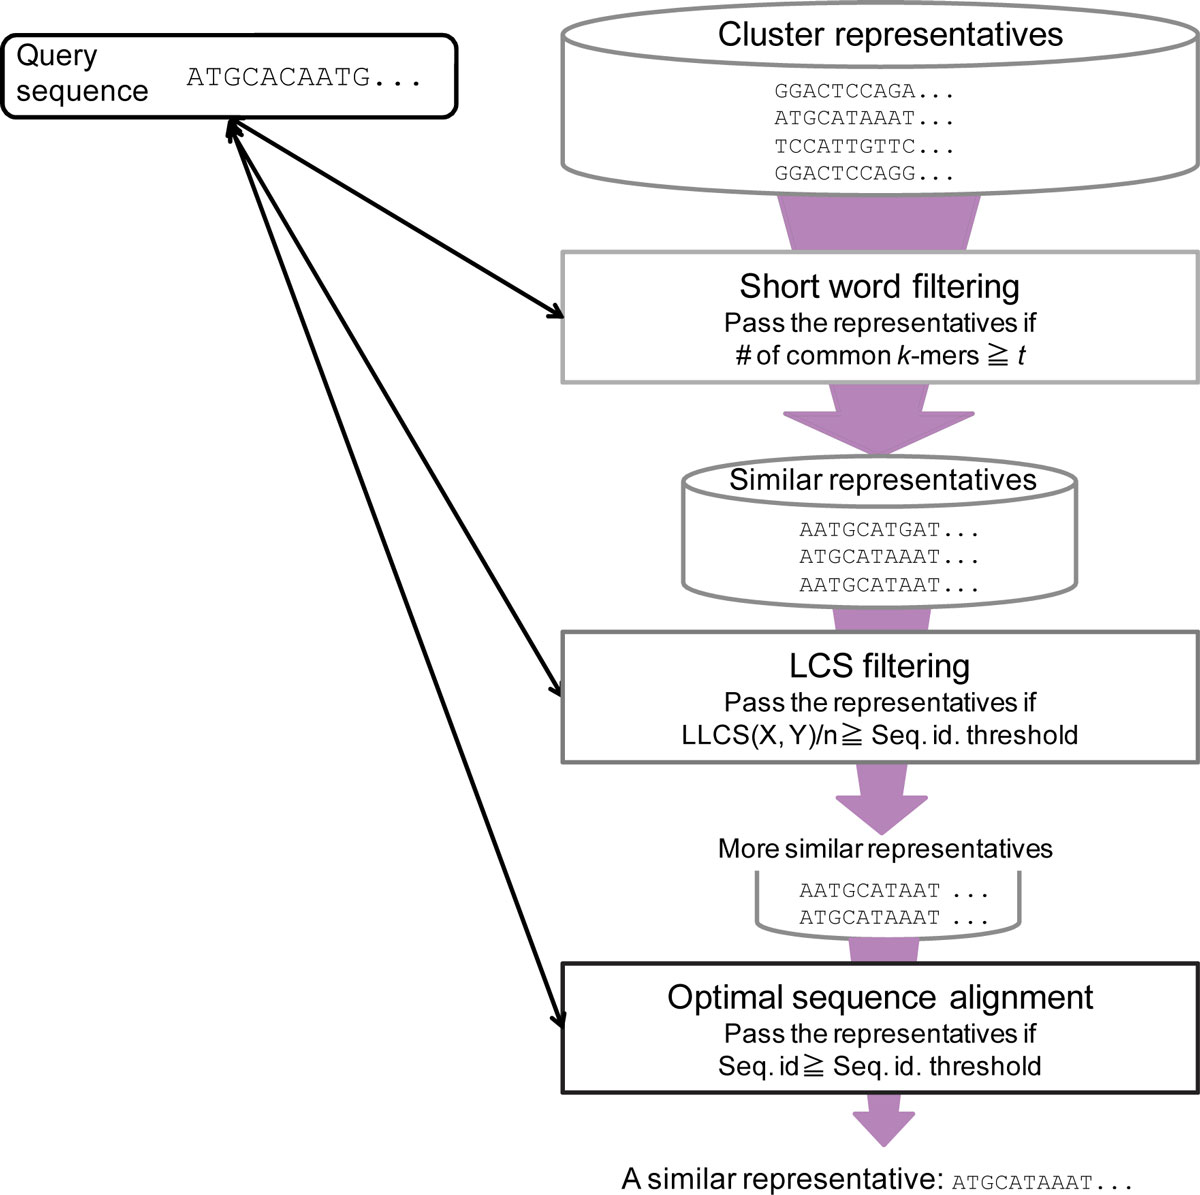 Query
sequence
ATGCACAATG...
Cluster representatives
GGACTCCAGA...
ATGCATAAAT...
TCCATTGTTC...
GGACTCCAGG...
Short word filtering
Pass the representatives if
# of common k-mers ≧ t
Similar representatives
AATGCATGAT...
ATGCATAAAT...
AATGCATAAT...
LCS filtering
Pass the representatives if
LLCS(X, Y)/n≧ Seq. id. threshold
More similar representatives
AATGCATAAT ...
ATGCATAAAT ...
Optimal sequence alignment
Pass the representatives if
Seq. id≧ Seq. id. threshold
A similar representative: ATGCATAAAT...